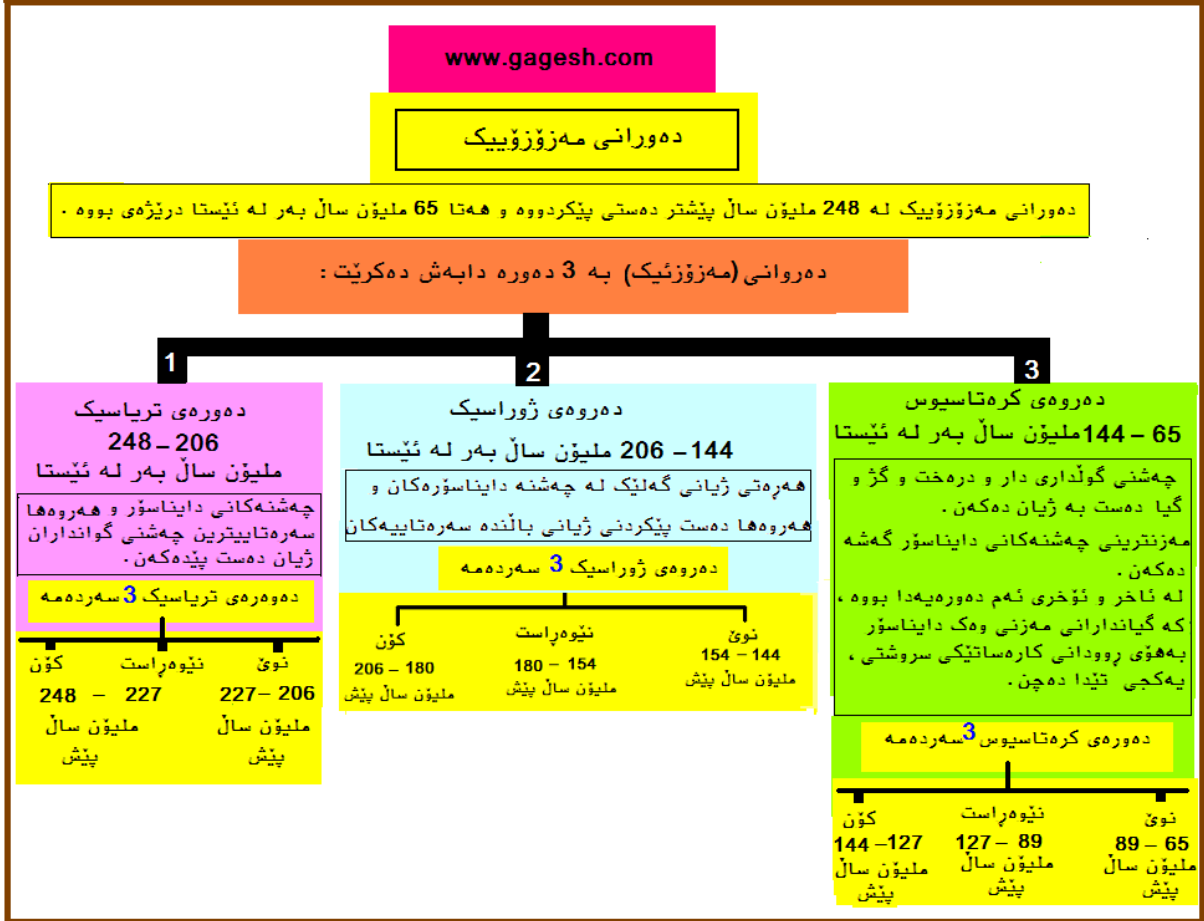 www.gagesh.com
دەورانی مەزۆزۆییک
دەورانی مەزۆزۆییک لە 248 ملیۆن ساڵ پێشتر دەستی پێکردووە و هەتا 65 ملیۆن ساڵ بەر لە ئێستا درێژەی بووە .
دەروانی (مەزۆزئیک) بە 3 دەورە دابەش دەکرێت :
1
دەورەی تریاسیک
248 – 206
ملیۆن ساڵ بەر لە ئێستا
چەشنەکانی دایناسۆر و هەروەها
سەرەتاییترین چەشنی گوانداران
ژیان دەست پێدەکەن .
دەوەرەی تریاسیک 3 سەردەمە
کۆن
نێوەڕاست
نوێ
248 – 227
227 – 206
ملیۆن ساڵ
پێش
ملیۆن ساڵ
پێش
2
دەروەی ژوراسیک
206 – 144 ملیۆن ساڵ بەر لە ئێستا
هەرەتی ژیانی گەلێک لە چەشنە دایناسۆرەکان و
هەروەها دەست پێکردنی ژیانی باڵندە سەرەتاییەکان
دەروەی ژوراسیک 3 سەردەمە
کۆن
206 – 180
ملیۆن ساڵ پێش
نێوەڕاست
180 – 154
ملیۆن ساڵ پێش
نوێ
154 – 144
ملیۆن ساڵ پێش
3
دەروەی کرەتاسیوس
144 – 65 ملیۆن ساڵ بەر لە ئێستا
چەشنی گوڵداری دار و درەخت و گژ و
گیا دەست بە ژیان دەکەن .
مەزنترینی چەشنەکانی دایناسۆر گەشە
دەکەن .
لە ئاخر و ئۆخری ئەم دەورەیەدا بووە ،
کە گیاندارانی مەزنی وەک دایناسۆر
بەهۆی ڕوودانی کارەساتێکی سروشتی ،
یەکجی تێدا دەچن .
دەورەی کرەتاسیوس 3 سەردەمە
کۆن
144 – 127
ملیۆن ساڵ
پێش
نێوەڕاست
127 – 89
ملیۆن ساڵ
پێش
نوێ
89 – 65
ملیۆن ساڵ
پێش